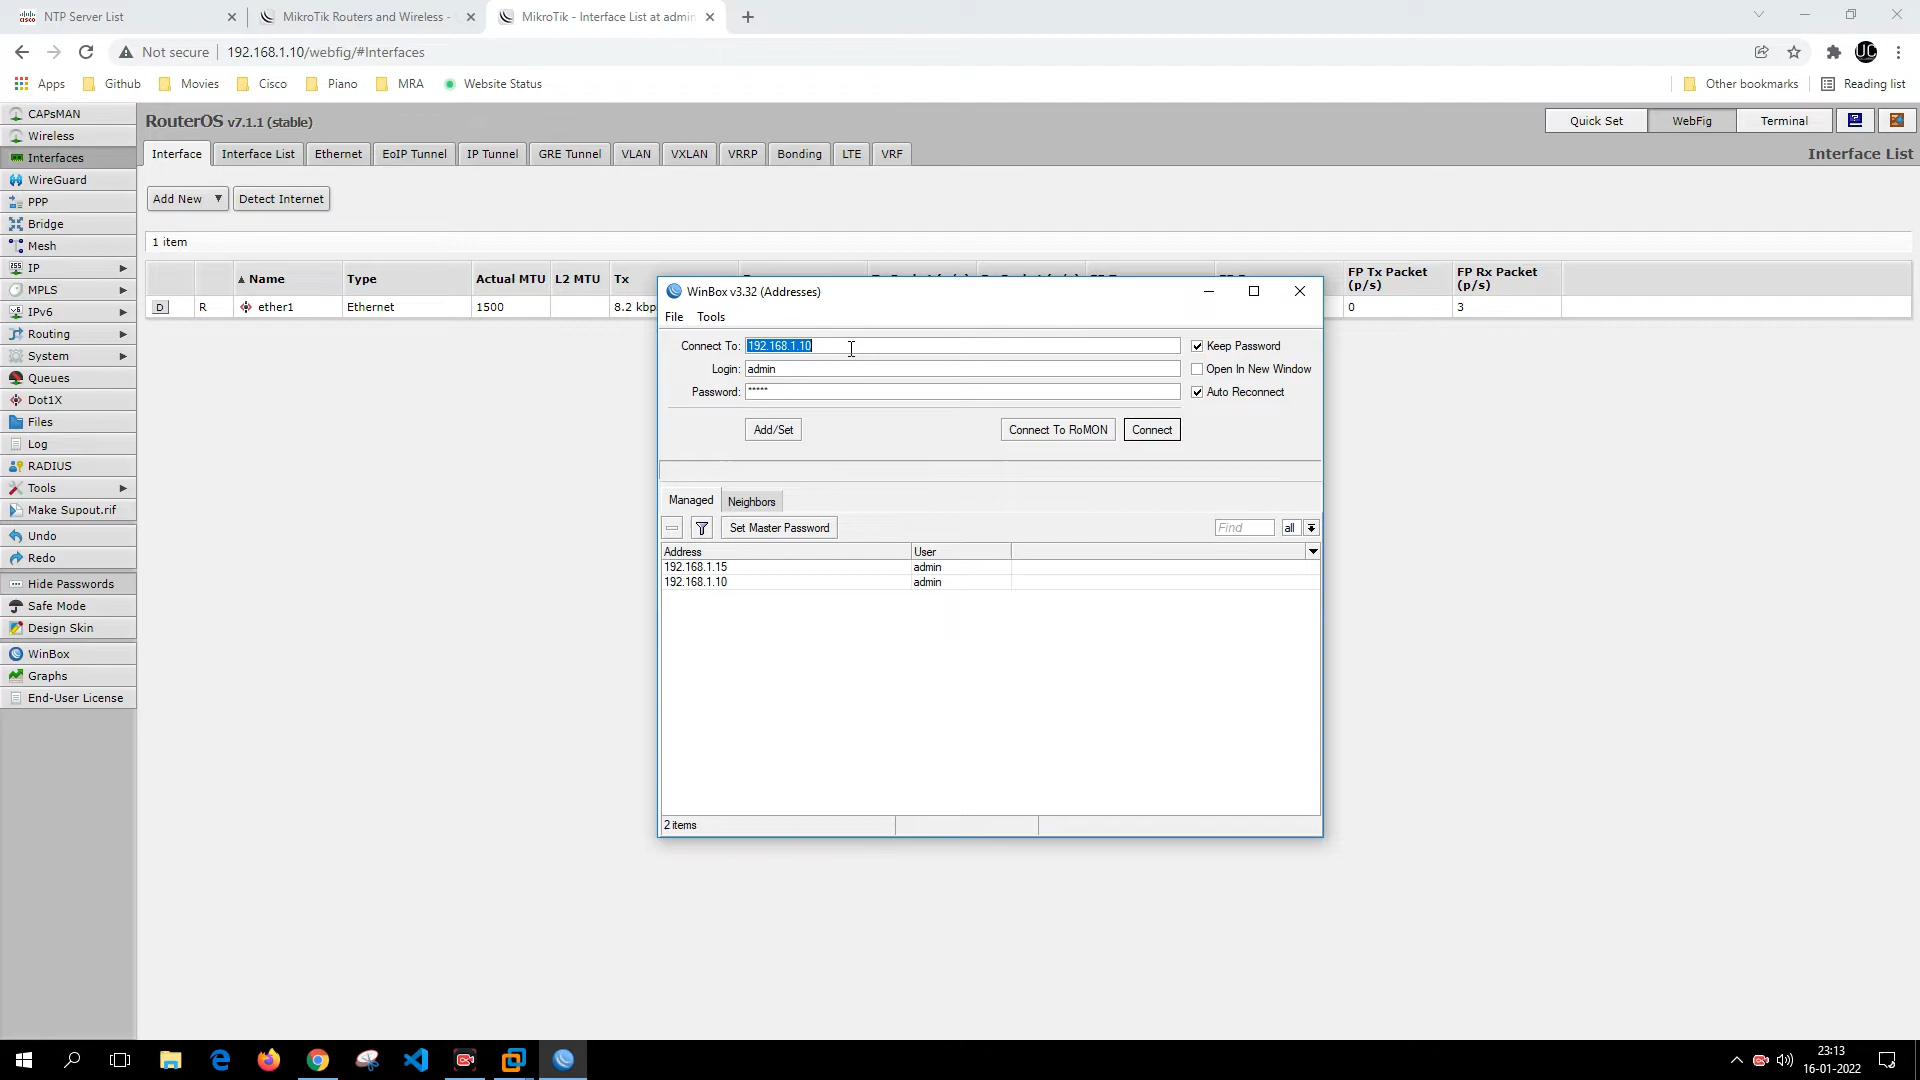 NTP Server List
MikroTik Routers and Wireless -
MikroTik - Interface List at admin
Not secure
192.168.1.10/webfig/#Interfaces
UC
Apps
Github
Movies
Cisco
Piano
MRA
Website Status
Other bookmarks
Reading list
CAPsMAN
Wireless
Interfaces
WireGuard
PPP
Bridge
Mesh
IP
MPLS
IPv6
Routing
System
Queues
Dot1X
Files
Log
RADIUS
Tools
Make Supout.rif
Undo
Redo
Hide Passwords
Safe Mode
Design Skin
WinBox
Graphs
End-User License
RouterOS v7.1.1 (stable)
Quick Set
WebFig
Terminal
Interface
Interface List
Ethernet
EoIP Tunnel
IP Tunnel
GRE Tunnel
VLAN
VXLAN
VRRP
Bonding
LTE
VRF
Interface List
Add New
Detect Internet
1 item
Name
Type
Actual MTU
L2 MTU
Tx
FP Tx Packet (p/s)
FP Rx Packet (p/s)
D
R
ether1
Ethernet
1500
8.2 kbp
0
3
WinBox v3.32 (Addresses)
File
Tools
Connect To:
192.168.1.10
Keep Password
Login:
admin
Open In New Window
Password:
*****
Auto Reconnect
Add/Set
Connect To RoMON
Connect
Managed
Neighbors
Set Master Password
Find
all
Address
User
192.168.1.15
admin
192.168.1.10
admin
2 items
23:13
16-01-2022